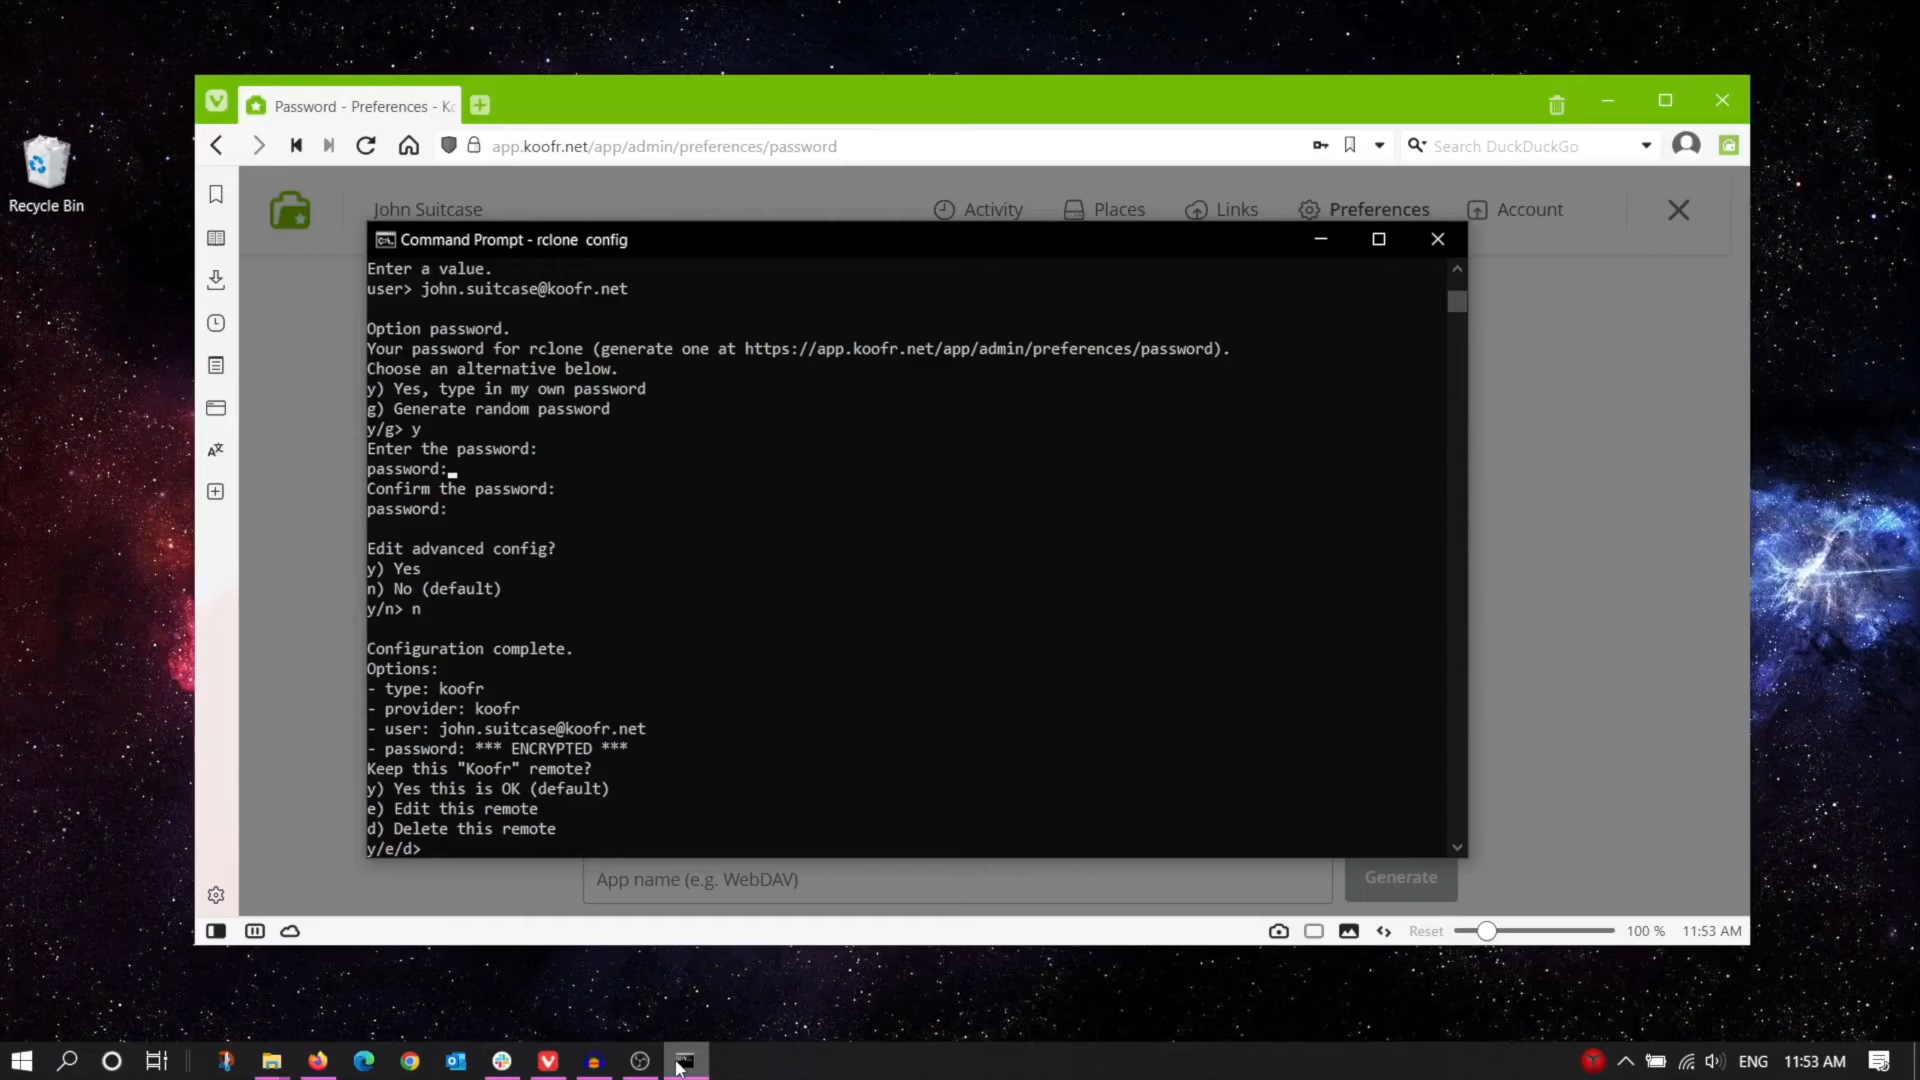 Recycle Bin
Password - Preferences - Ko
app.koofr.net/app/admin/preferences/password
Search DuckDuckGo
John Suitcase
Activity
Places
Links
Preferences
Account
Command Prompt - rclone config
Enter a value.
user> john.suitcase@koofr.net
Option password.
Your password for rclone (generate one at https://app.koofr.net/app/admin/preferences/password).
Choose an alternative below.
y) Yes, type in my own password
g) Generate random password
y/g> y
Enter the password:
password:
Confirm the password:
password:
Edit advanced config?
y) Yes
n) No (default)
y/n> n
Configuration complete.
Options:
- type: koofr
- provider: koofr
- user: john.suitcase@koofr.net
- password: *** ENCRYPTED ***
Keep this "Koofr" remote?
y) Yes this is OK (default)
e) Edit this remote
d) Delete this remote
y/e/d>
App name (e.g. WebDAV)
Generate
Reset
100 %
11:53 AM
ENG
11:53 AM